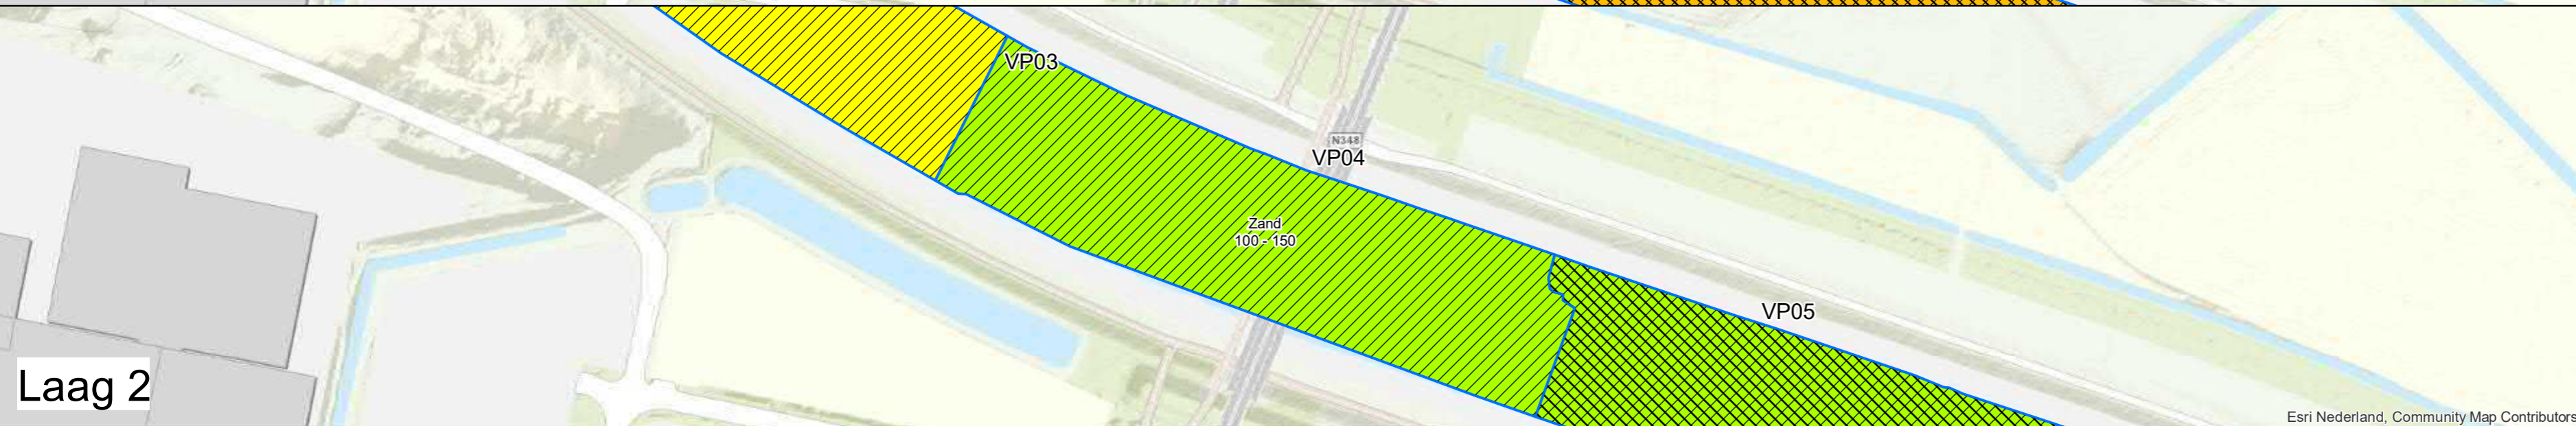 VP03
N348
VP04
Zand
100 - 150
VP05
Laag 2
Esri Nederland, Community Map Contributors